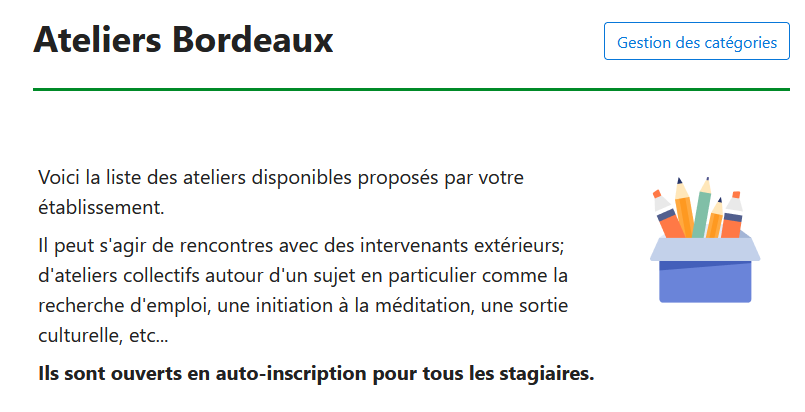 Ateliers Bordeaux
Gestion des catégories
Voici la liste des ateliers disponibles proposés par votre
établissement.
Il peut s'agir de rencontres avec des intervenants extérieurs;
d'ateliers collectifs autour d'un sujet en particulier comme la
recherche d'emploi, une initiation à la méditation, une sortie
culturelle, etc...
Ils sont ouverts en auto-inscription pour tous les stagiaires.